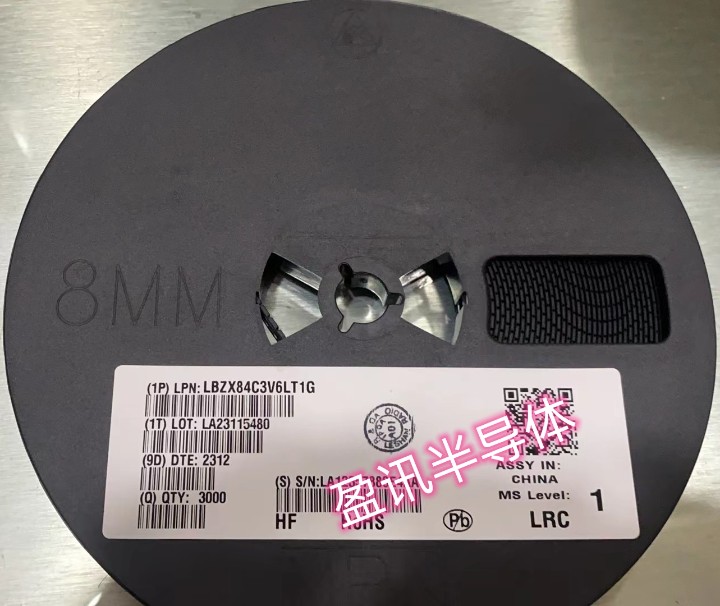 8MM
(1P) LPN: LBZX84C3V6LT1G
(1T) LOT: LA23115480
(9D) DTE: 2312
(Q) QTY: 3000
(S) S/N:
HF
Pb
盈讯半导体
ASSY IN:
CHINA
MS Level: 1
LRC